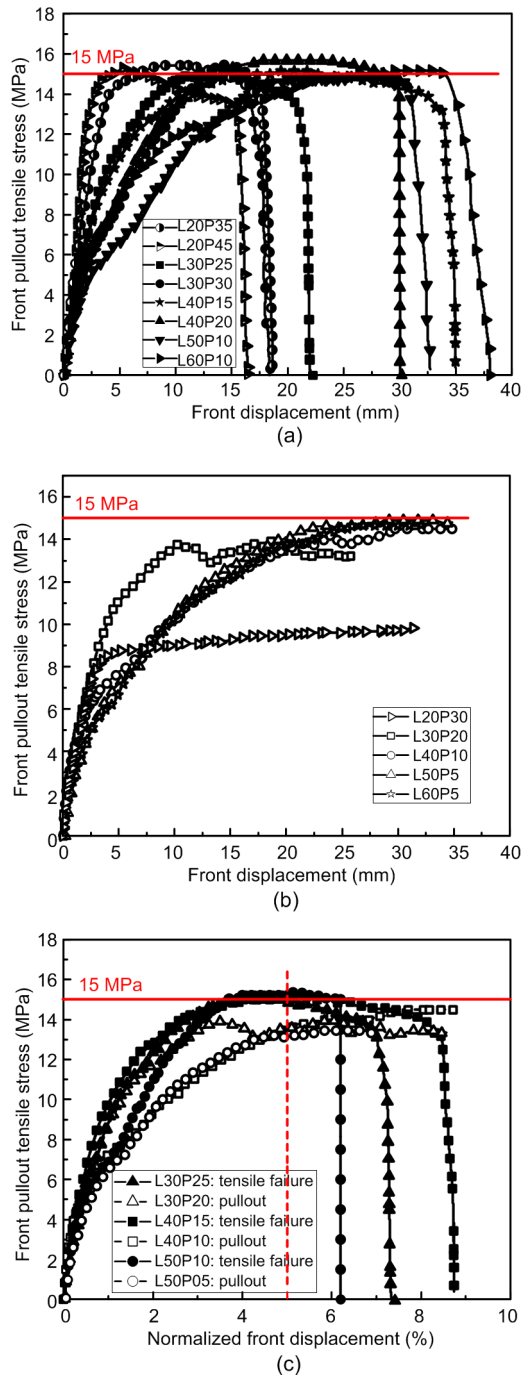 18
16
14
12
10
8
6
4
2
0
Front pullout tensile stress (MPa)
15 MPa
L20P35
L20P45
L30P25
L30P30
L40P15
L40P20
L50P10
L60P10
0 5 10 15 20 25 30 35 40
Front displacement (mm)
(a)
16
14
12
10
8
6
4
2
0
Front pullout tensile stress (MPa)
15 MPa
L20P30
L30P20
L40P10
L50P5
L60P5
0 5 10 15 20 25 30 35 40
Front displacement (mm)
(b)
18
16
14
12
10
8
6
4
2
0
Front pullout tensile stress (MPa)
15 MPa
L30P25: tensile failure
L30P20: pullout
L40P15: tensile failure
L40P10: pullout
L50P10: tensile failure
L50P05: pullout
0 2 4 6 8 10
Normalized front displacement (%)
(c)